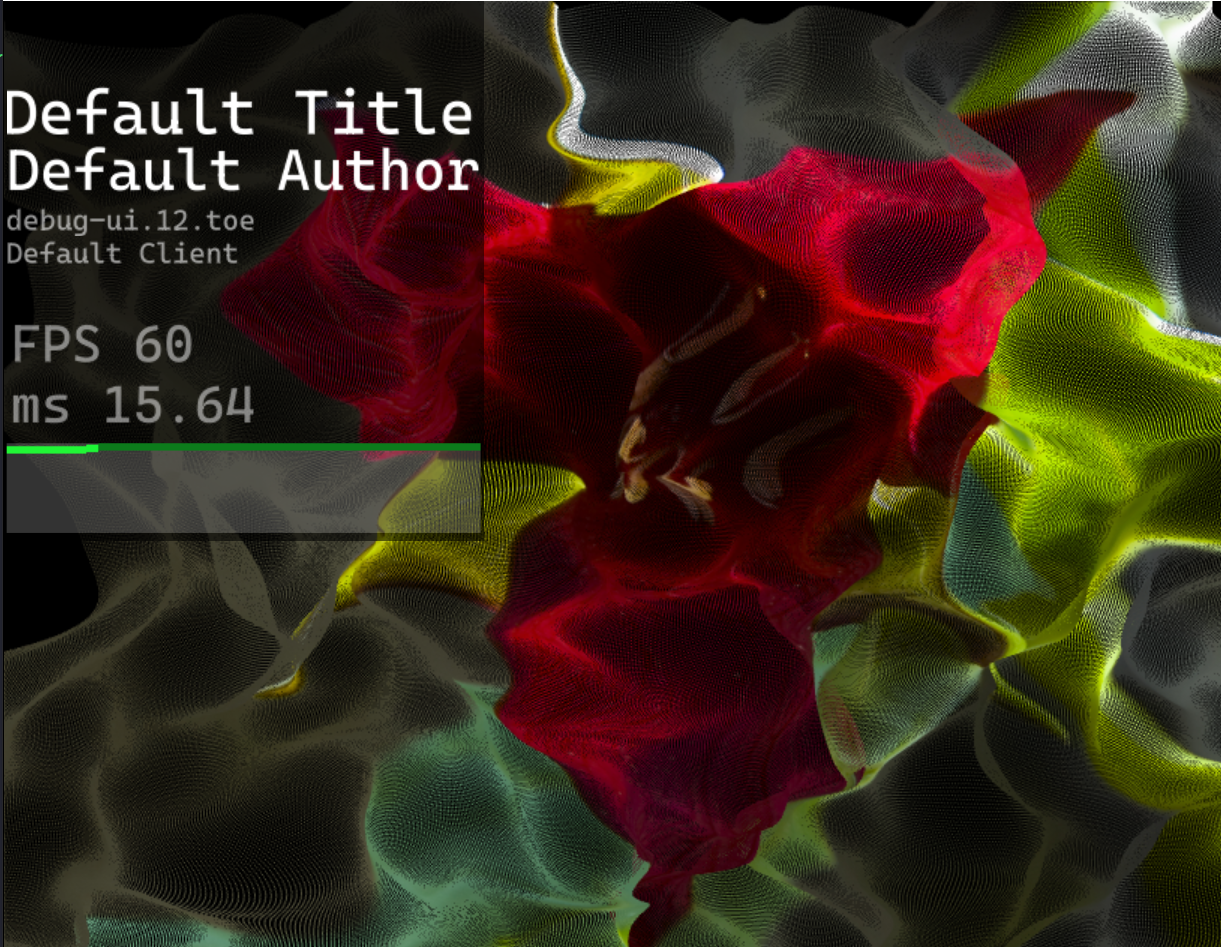 Default Title
Default Author
debug-ui.12.toe
Default Client
FPS 60
ms 15.64